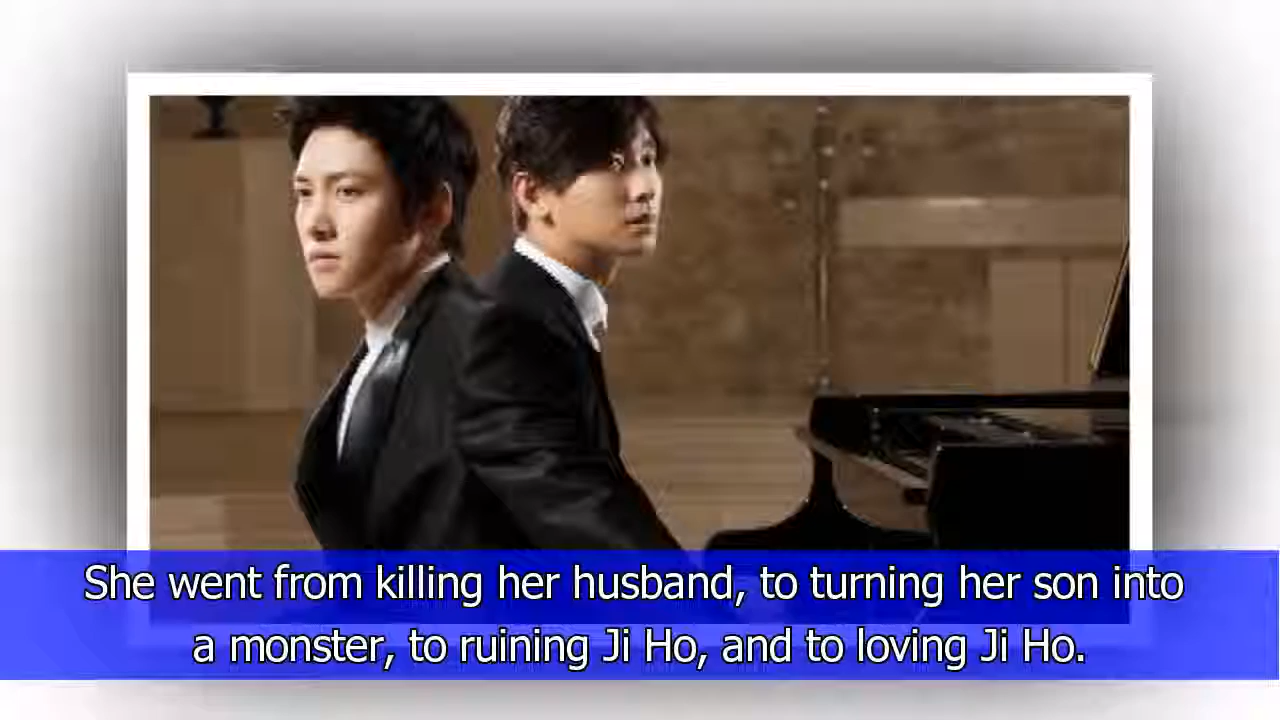 She went from killing her husband, to turning her son into
a monster, to ruining Ji Ho, and to loving Ji Ho.